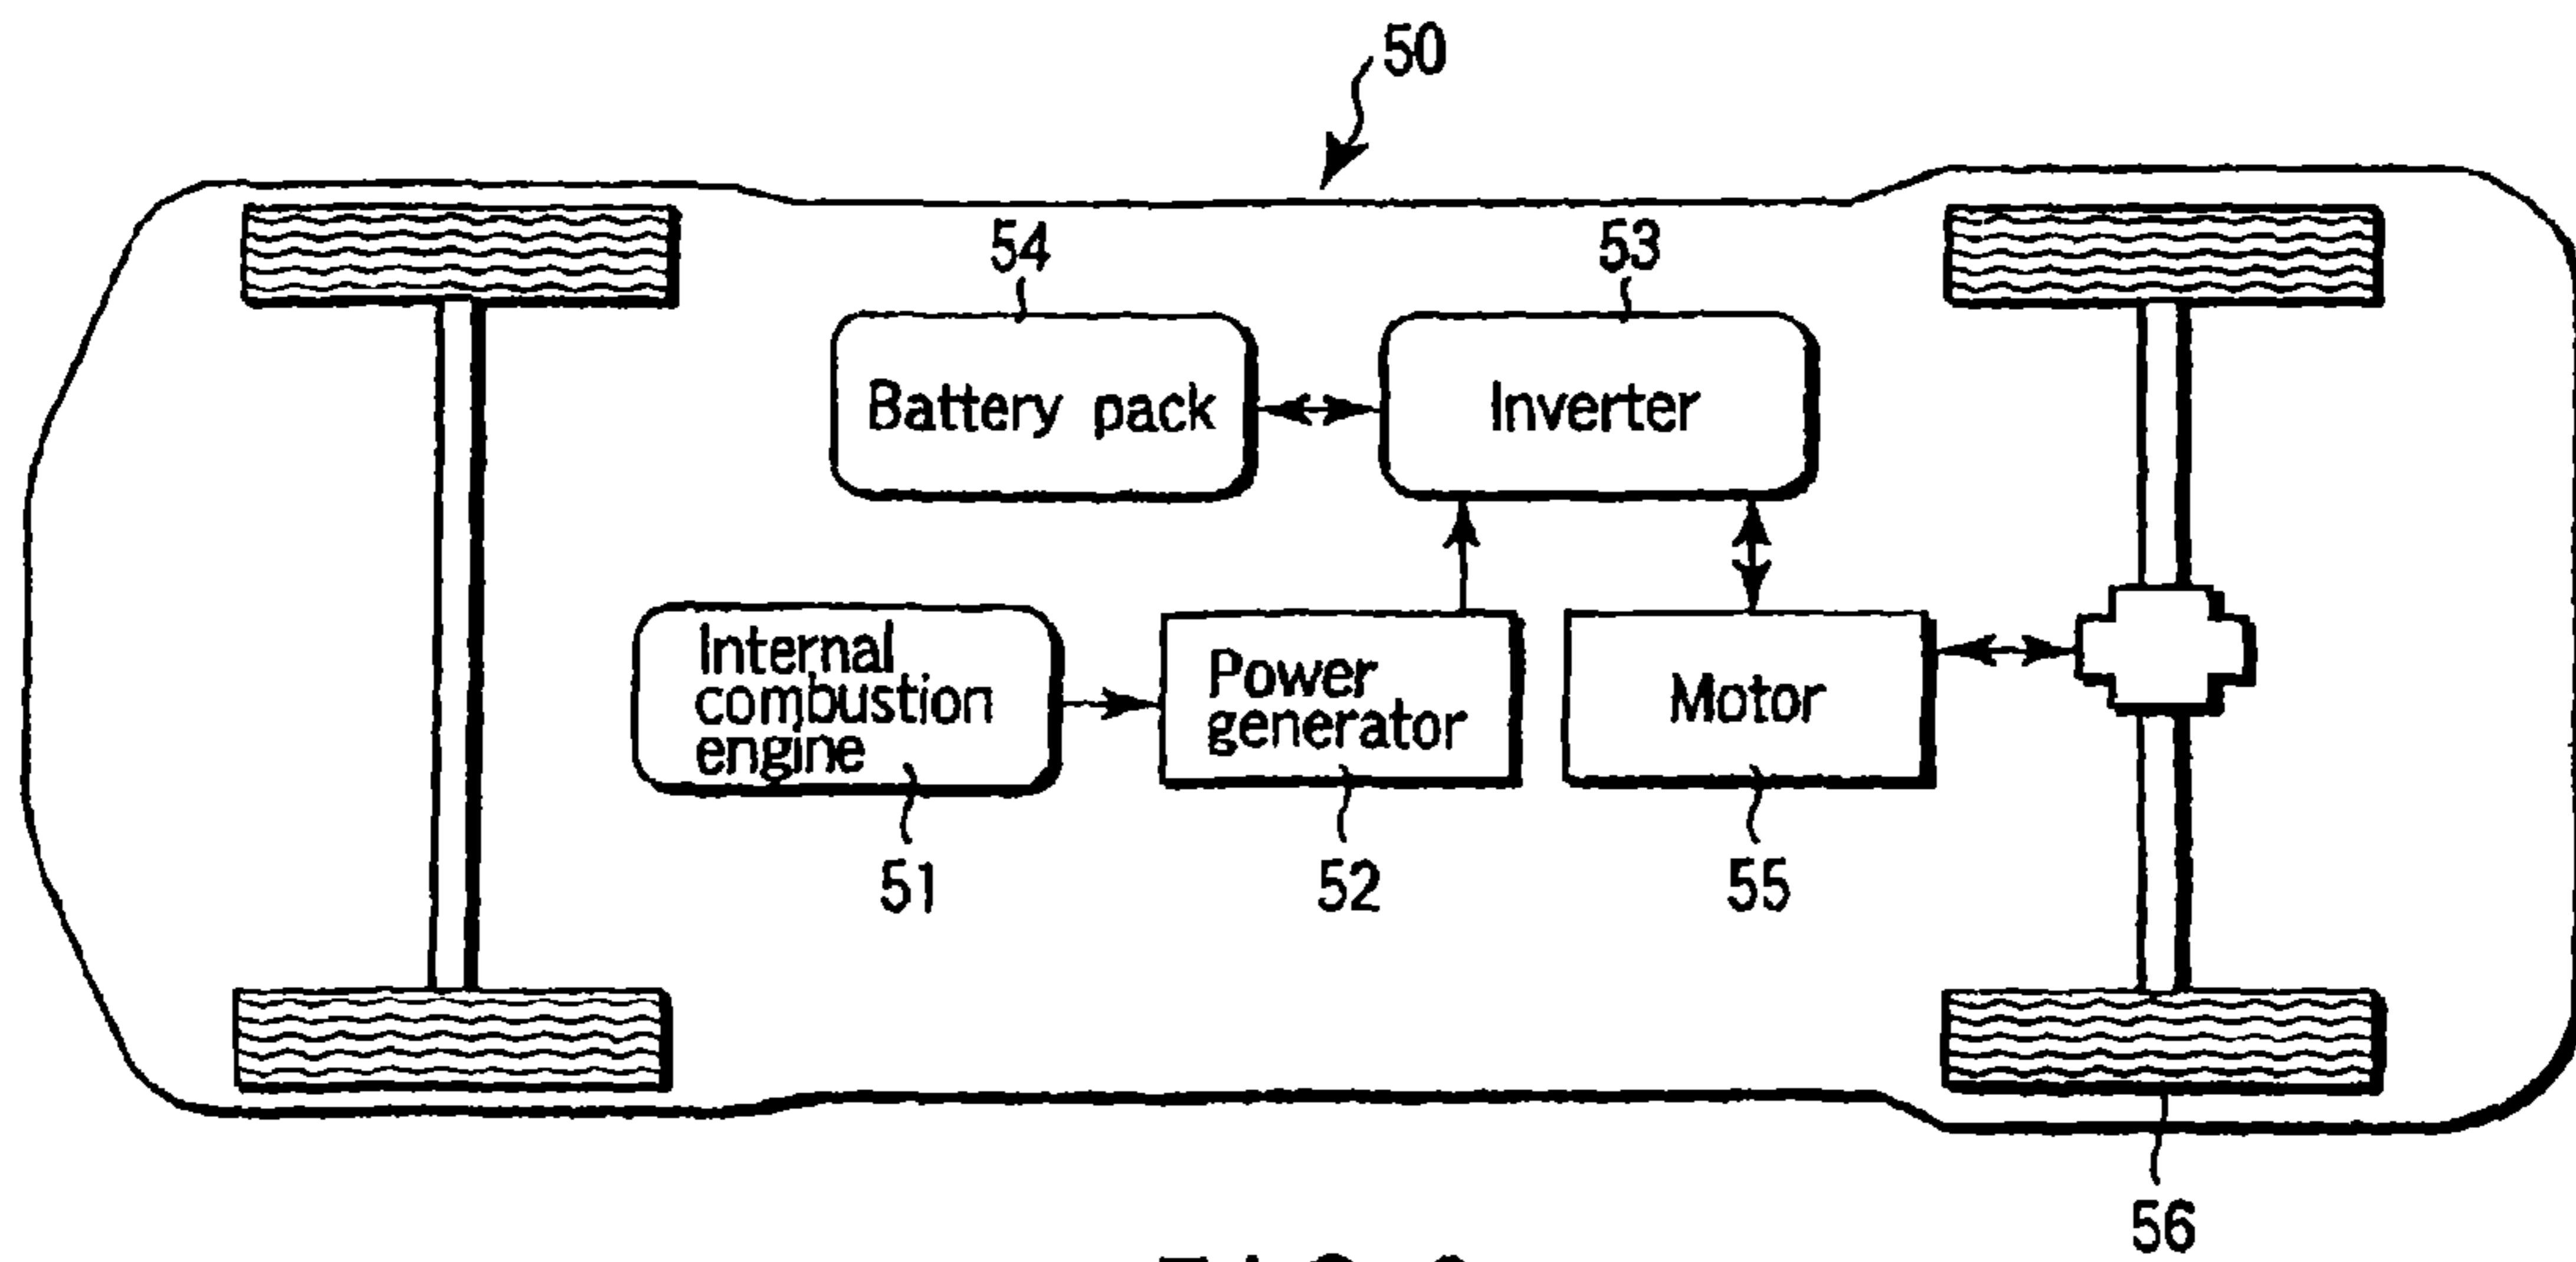 50
54
53
Battery pack
Inverter
Internal
combustion
engine
Power
generator
Motor
51
52
55
56